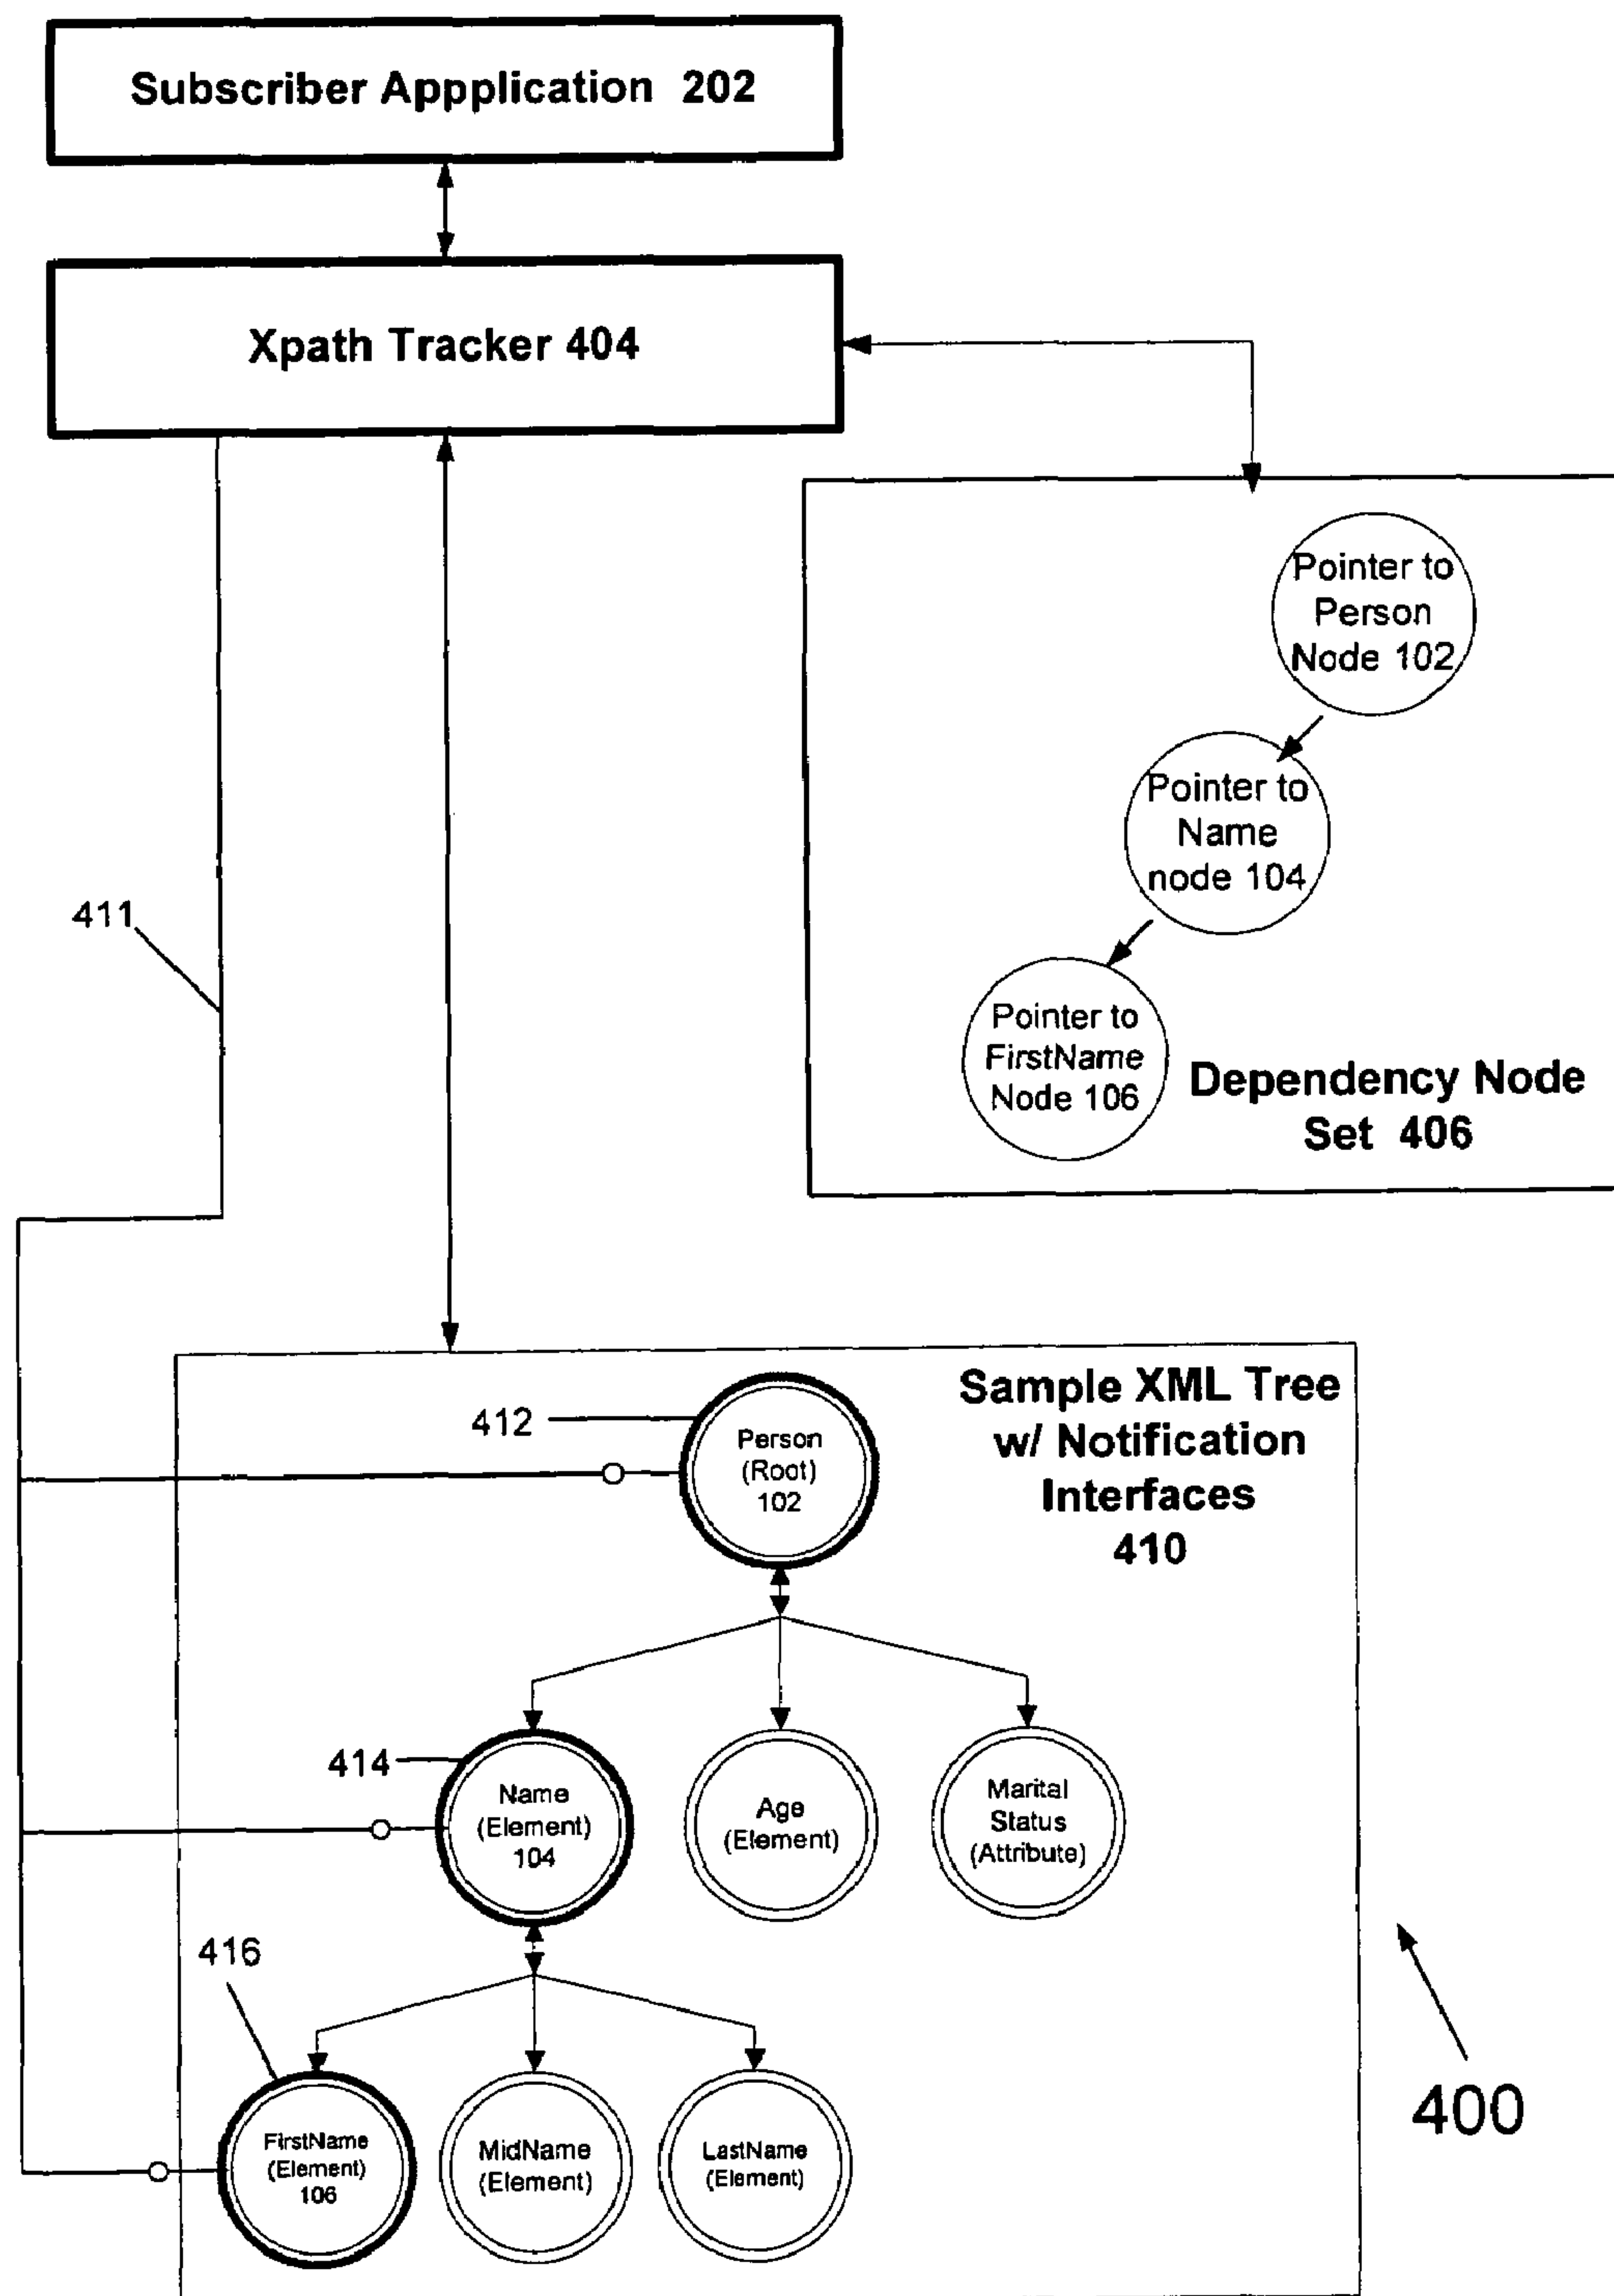 Subscriber Appplication 202
Xpath Tracker 404
Pointer to
Person
Node 102
Pointer to
Name
node 104
411
Pointer to
FirstName
Node 106
Dependency Node
Set 406
Sample XML Tree
w/ Notification
Interfaces
410
412
Person
(Root)
102
414
Name
(Element)
104
Age
(Element)
Marital
Status
(Attribute)
416
FirstName
(Element)
106
MidName
(Element)
LastName
(Element)
400